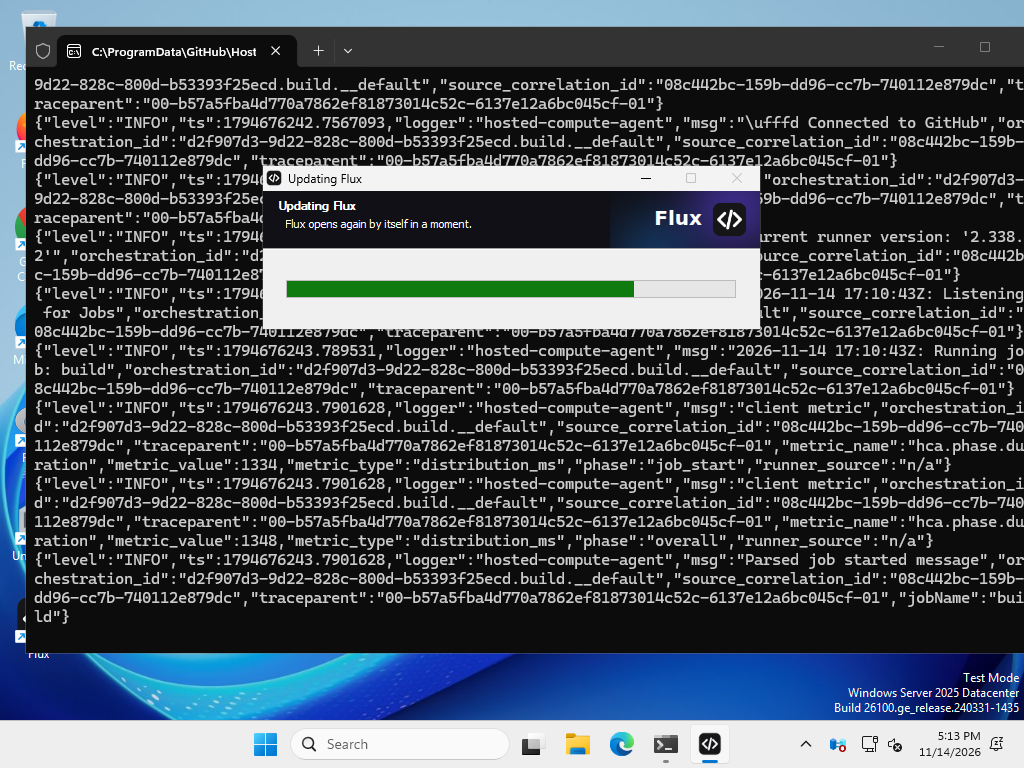 C:\ProgramData\GitHub\Host
9d22-828c-800d-b53393f25ecd.build.__default","source_correlation_id":"08c442bc-159b-dd96-cc7b-740112e879dc","t
raceparent":"00-b57a5fba4d770a7862ef81873014c52c-6137e12a6bc045cf-01"}
{"level":"INFO","ts":1794676242.7567093,"logger":"hosted-compute-agent","msg":"\ufffd Connected to GitHub","or
chestration_id":"d2f907d3-9d22-828c-800d-b53393f25ecd.build.__default","source_correlation_id":"08c442bc-159b-
dd96-cc7b-740112e879dc","traceparent":"00-b57a5fba4d770a7862ef81873014c52c-6137e12a6bc045cf-01"}
{"level":"INFO","ts":1794
"orchestration_id":"d2f907d3-
9d22-828c-800d-b53393f25e
raceparent":"00-b57a5fba4
{"level":"INFO","ts":1794
urrent runner version: '2.338.
2'","orchestration_id":"d
c-159b-dd96-cc7b-740112e8
-6137e12a6bc045cf-01"}
{"level":"INFO","ts":1794
26-11-14 17:10:43Z: Listening
for Jobs","orchestration_
lt","source_correlation_id":"
08c442bc-159b-dd96-cc7b-740112e879dc","traceparent":"00-b57a5fba4d770a7862ef81873014c52c-6137e12a6bc045cf-01"}
Updating Flux
Updating Flux
Flux opens again by itself in a moment.
Flux
{"level":"INFO","ts":1794676243.789531,"logger":"hosted-compute-agent","msg":"2026-11-14 17:10:43Z: Running jo
b: build","orchestration_id":"d2f907d3-9d22-828c-800d-b53393f25ecd.build.__default","source_correlation_id":"0
8c442bc-159b-dd96-cc7b-740112e879dc","traceparent":"00-b57a5fba4d770a7862ef81873014c52c-6137e12a6bc045cf-01"}
{"level":"INFO","ts":1794676243.7901628,"logger":"hosted-compute-agent","msg":"client metric","orchestration_i
d":"d2f907d3-9d22-828c-800d-b53393f25ecd.build.__default","source_correlation_id":"08c442bc-159b-dd96-cc7b-740
112e879dc","traceparent":"00-b57a5fba4d770a7862ef81873014c52c-6137e12a6bc045cf-01","metric_name":"hca.phase.du
ration","metric_value":1334,"metric_type":"distribution_ms","phase":"job_start","runner_source":"n/a"}
{"level":"INFO","ts":1794676243.7901628,"logger":"hosted-compute-agent","msg":"client metric","orchestration_i
d":"d2f907d3-9d22-828c-800d-b53393f25ecd.build.__default","source_correlation_id":"08c442bc-159b-dd96-cc7b-740
112e879dc","traceparent":"00-b57a5fba4d770a7862ef81873014c52c-6137e12a6bc045cf-01","metric_name":"hca.phase.du
ration","metric_value":1348,"metric_type":"distribution_ms","phase":"overall","runner_source":"n/a"}
{"level":"INFO","ts":1794676243.7901628,"logger":"hosted-compute-agent","msg":"Parsed job started message","or
chestration_id":"d2f907d3-9d22-828c-800d-b53393f25ecd.build.__default","source_correlation_id":"08c442bc-159b-
dd96-cc7b-740112e879dc","traceparent":"00-b57a5fba4d770a7862ef81873014c52c-6137e12a6bc045cf-01","jobName":"bui
ld"}
Flux
Test Mode
Windows Server 2025 Datacenter
Build 26100.ge_release.240331-1435
Search
5:13 PM
11/14/2026